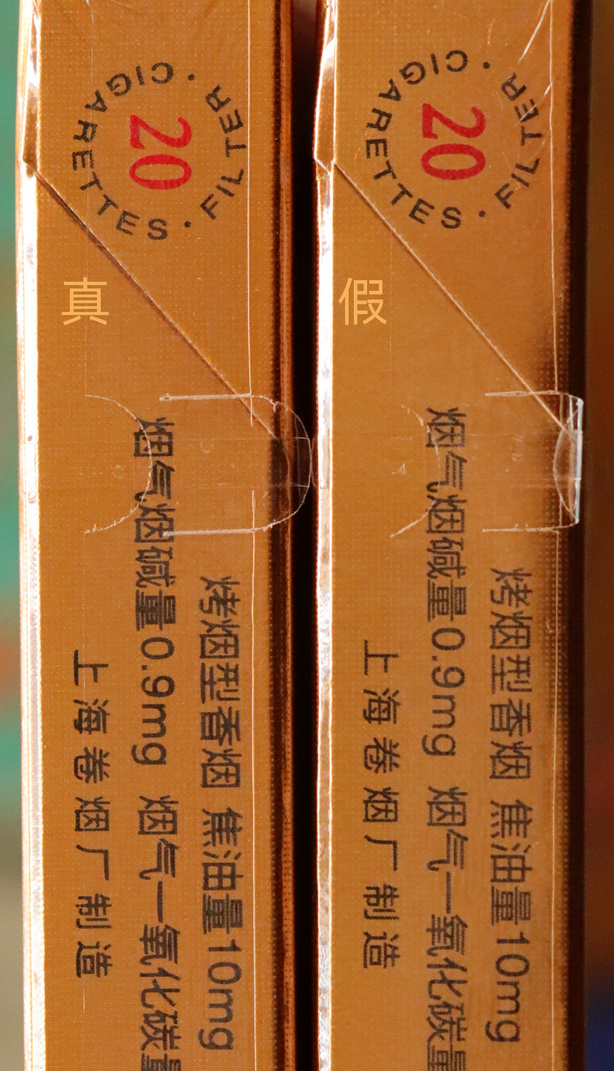 20
CIGARETTES · FILTER ·
真
烤烟型香烟 焦油量10mg
烟气烟碱量0.9mg 烟气一氧化碳量
上海卷烟厂制造
20
CIGARETTES · FILTER ·
假
烤烟型香烟 焦油量10mg
烟气烟碱量0.9mg 烟气一氧化碳量
上海卷烟厂制造